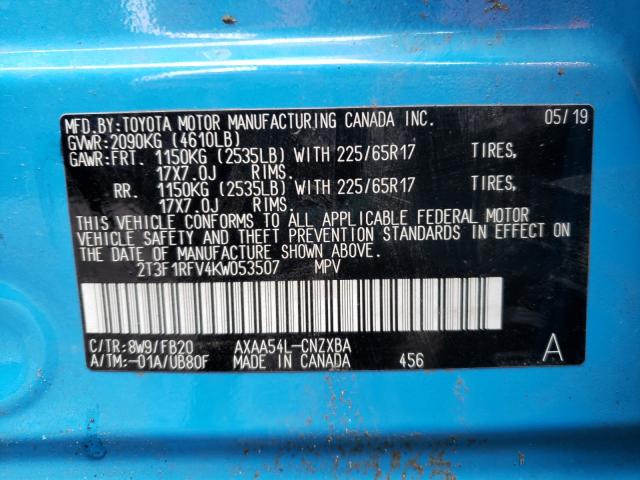 MFD.BY:TOYOTA MOTOR MANUFACTURING CANADA INC. 05/19
GVWR:2090KG (4610LB)
GAWR:FRT. 1150KG (2535LB) WITH 225/65R17 TIRES,
17X7.0J RIMS.
RR. 1150KG (2535LB) WITH 225/65R17 TIRES,
17X7.0J RIMS.
THIS VEHICLE CONFORMS TO ALL APPLICABLE FEDERAL MOTOR
VEHICLE SAFETY AND THEFT PREVENTION STANDARDS IN EFFECT ON
THE DATE OF MANUFACTURE SHOWN ABOVE.
2T3F1RFV4KW053507 MPV
C/TR:8W9/FB20 AXAA54L-CNZXBA A
A/TM:-01A/UB80F MADE IN CANADA 456